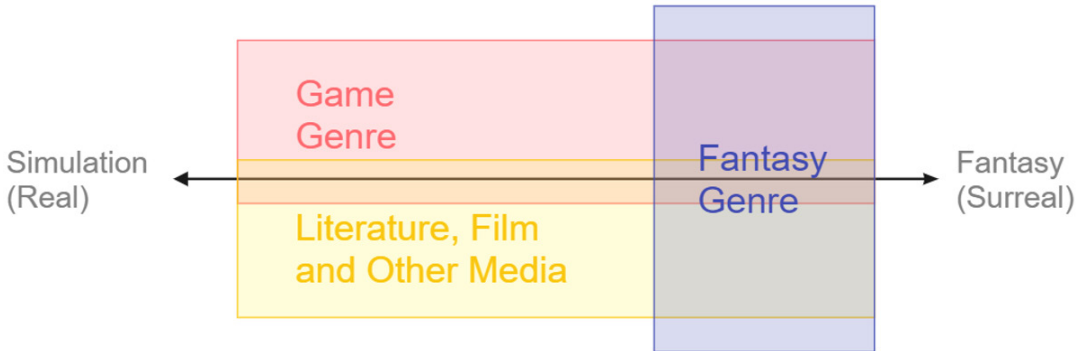 Game
Genre
Simulation
(Real)
Fantasy
Genre
Fantasy
(Surreal)
Literature, Film
and Other Media